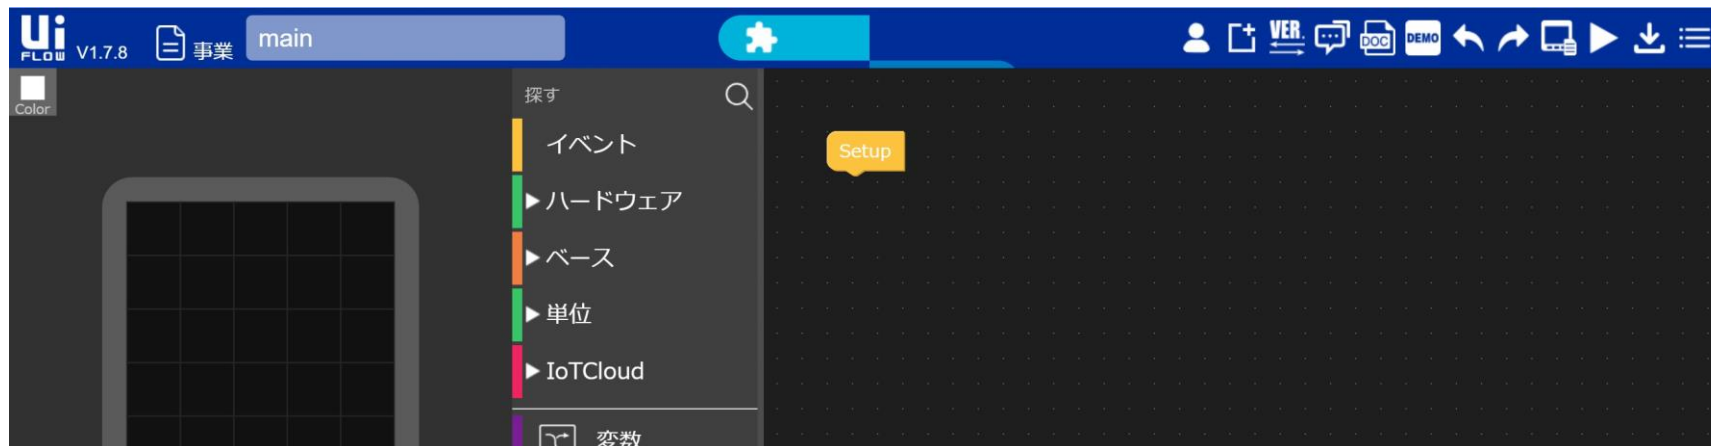 Ui
FLOW
V1.7.8
事業
main
VER.
DOC
DEMO
Color
探す
イベント
ハードウェア
ベース
単位
IoTCloud
変数
Setup